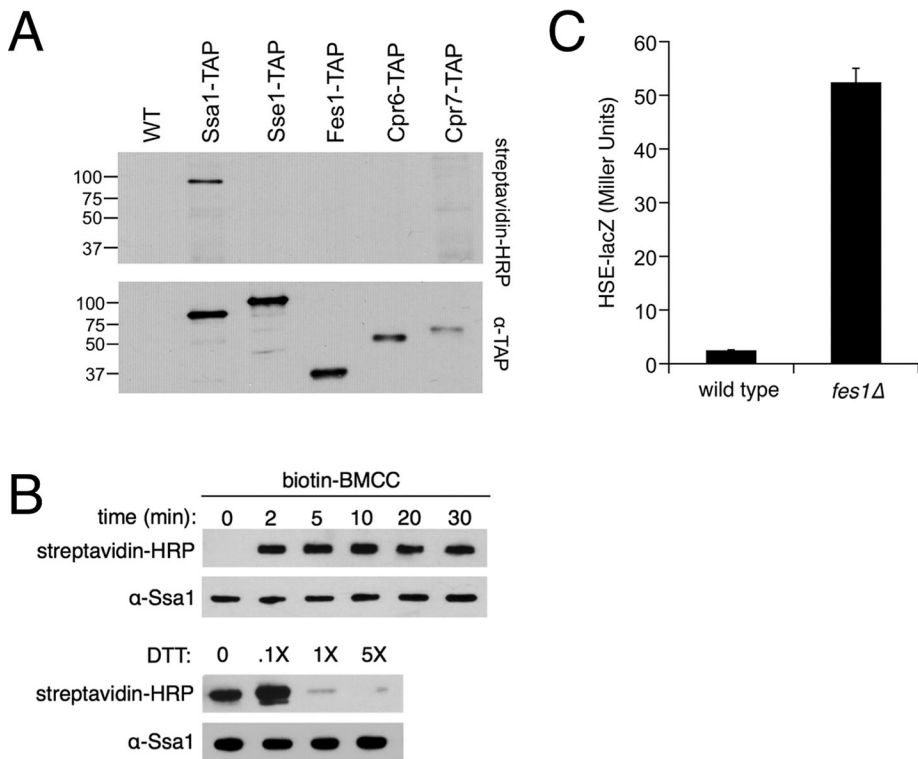 A
WT
Ssa1-TAP
Sse1-TAP
Fes1-TAP
Cpr6-TAP
Cpr7-TAP
100
75
50
37
streptavidin-HRP
100
75
50
37
α-TAP
B
biotin-BMCC
time (min): 0 2 5 10 20 30
streptavidin-HRP
α-Ssa1
DTT: 0 .1X 1X 5X
streptavidin-HRP
α-Ssa1
C
HSE-lacZ (Miller Units)
60
50
40
30
20
10
0
wild type fes1Δ